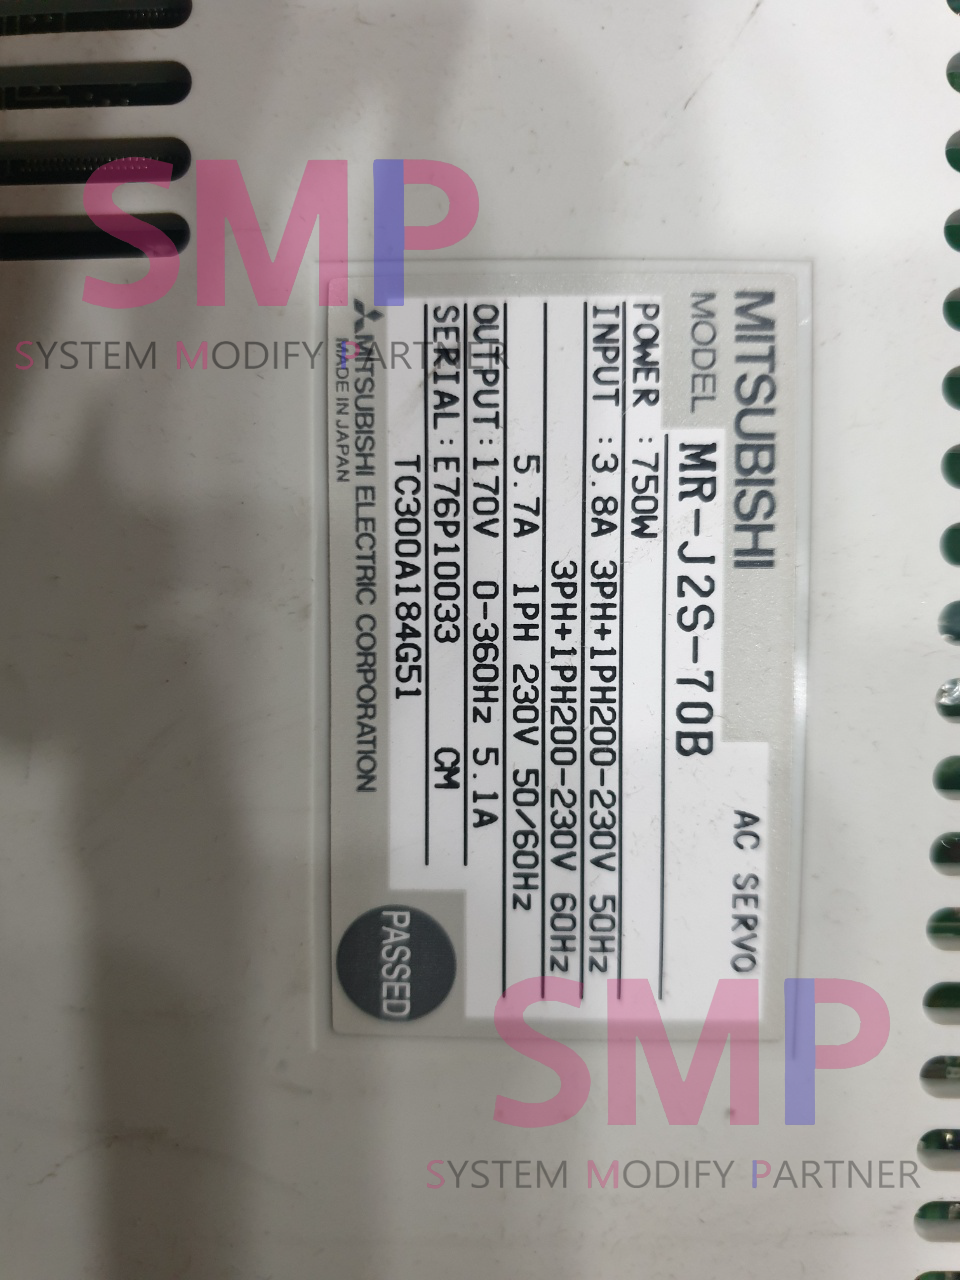 MITSUBISHI AC SERVO
MODEL MR-J2S-70B
POWER :750W
INPUT :3.8A 3PH+1PH200-230V 50Hz
3PH+1PH200-230V 60Hz
5.7A 1PH 230V 50/60Hz
OUTPUT:170V 0-360Hz 5.1A
SERIAL:E76P10033 CM
TC300A184G51
MITSUBISHI ELECTRIC CORPORATION
MADE IN JAPAN
PASSED
SMP
SYSTEM MODIFY PARTNER
SMP
SYSTEM MODIFY PARTNER